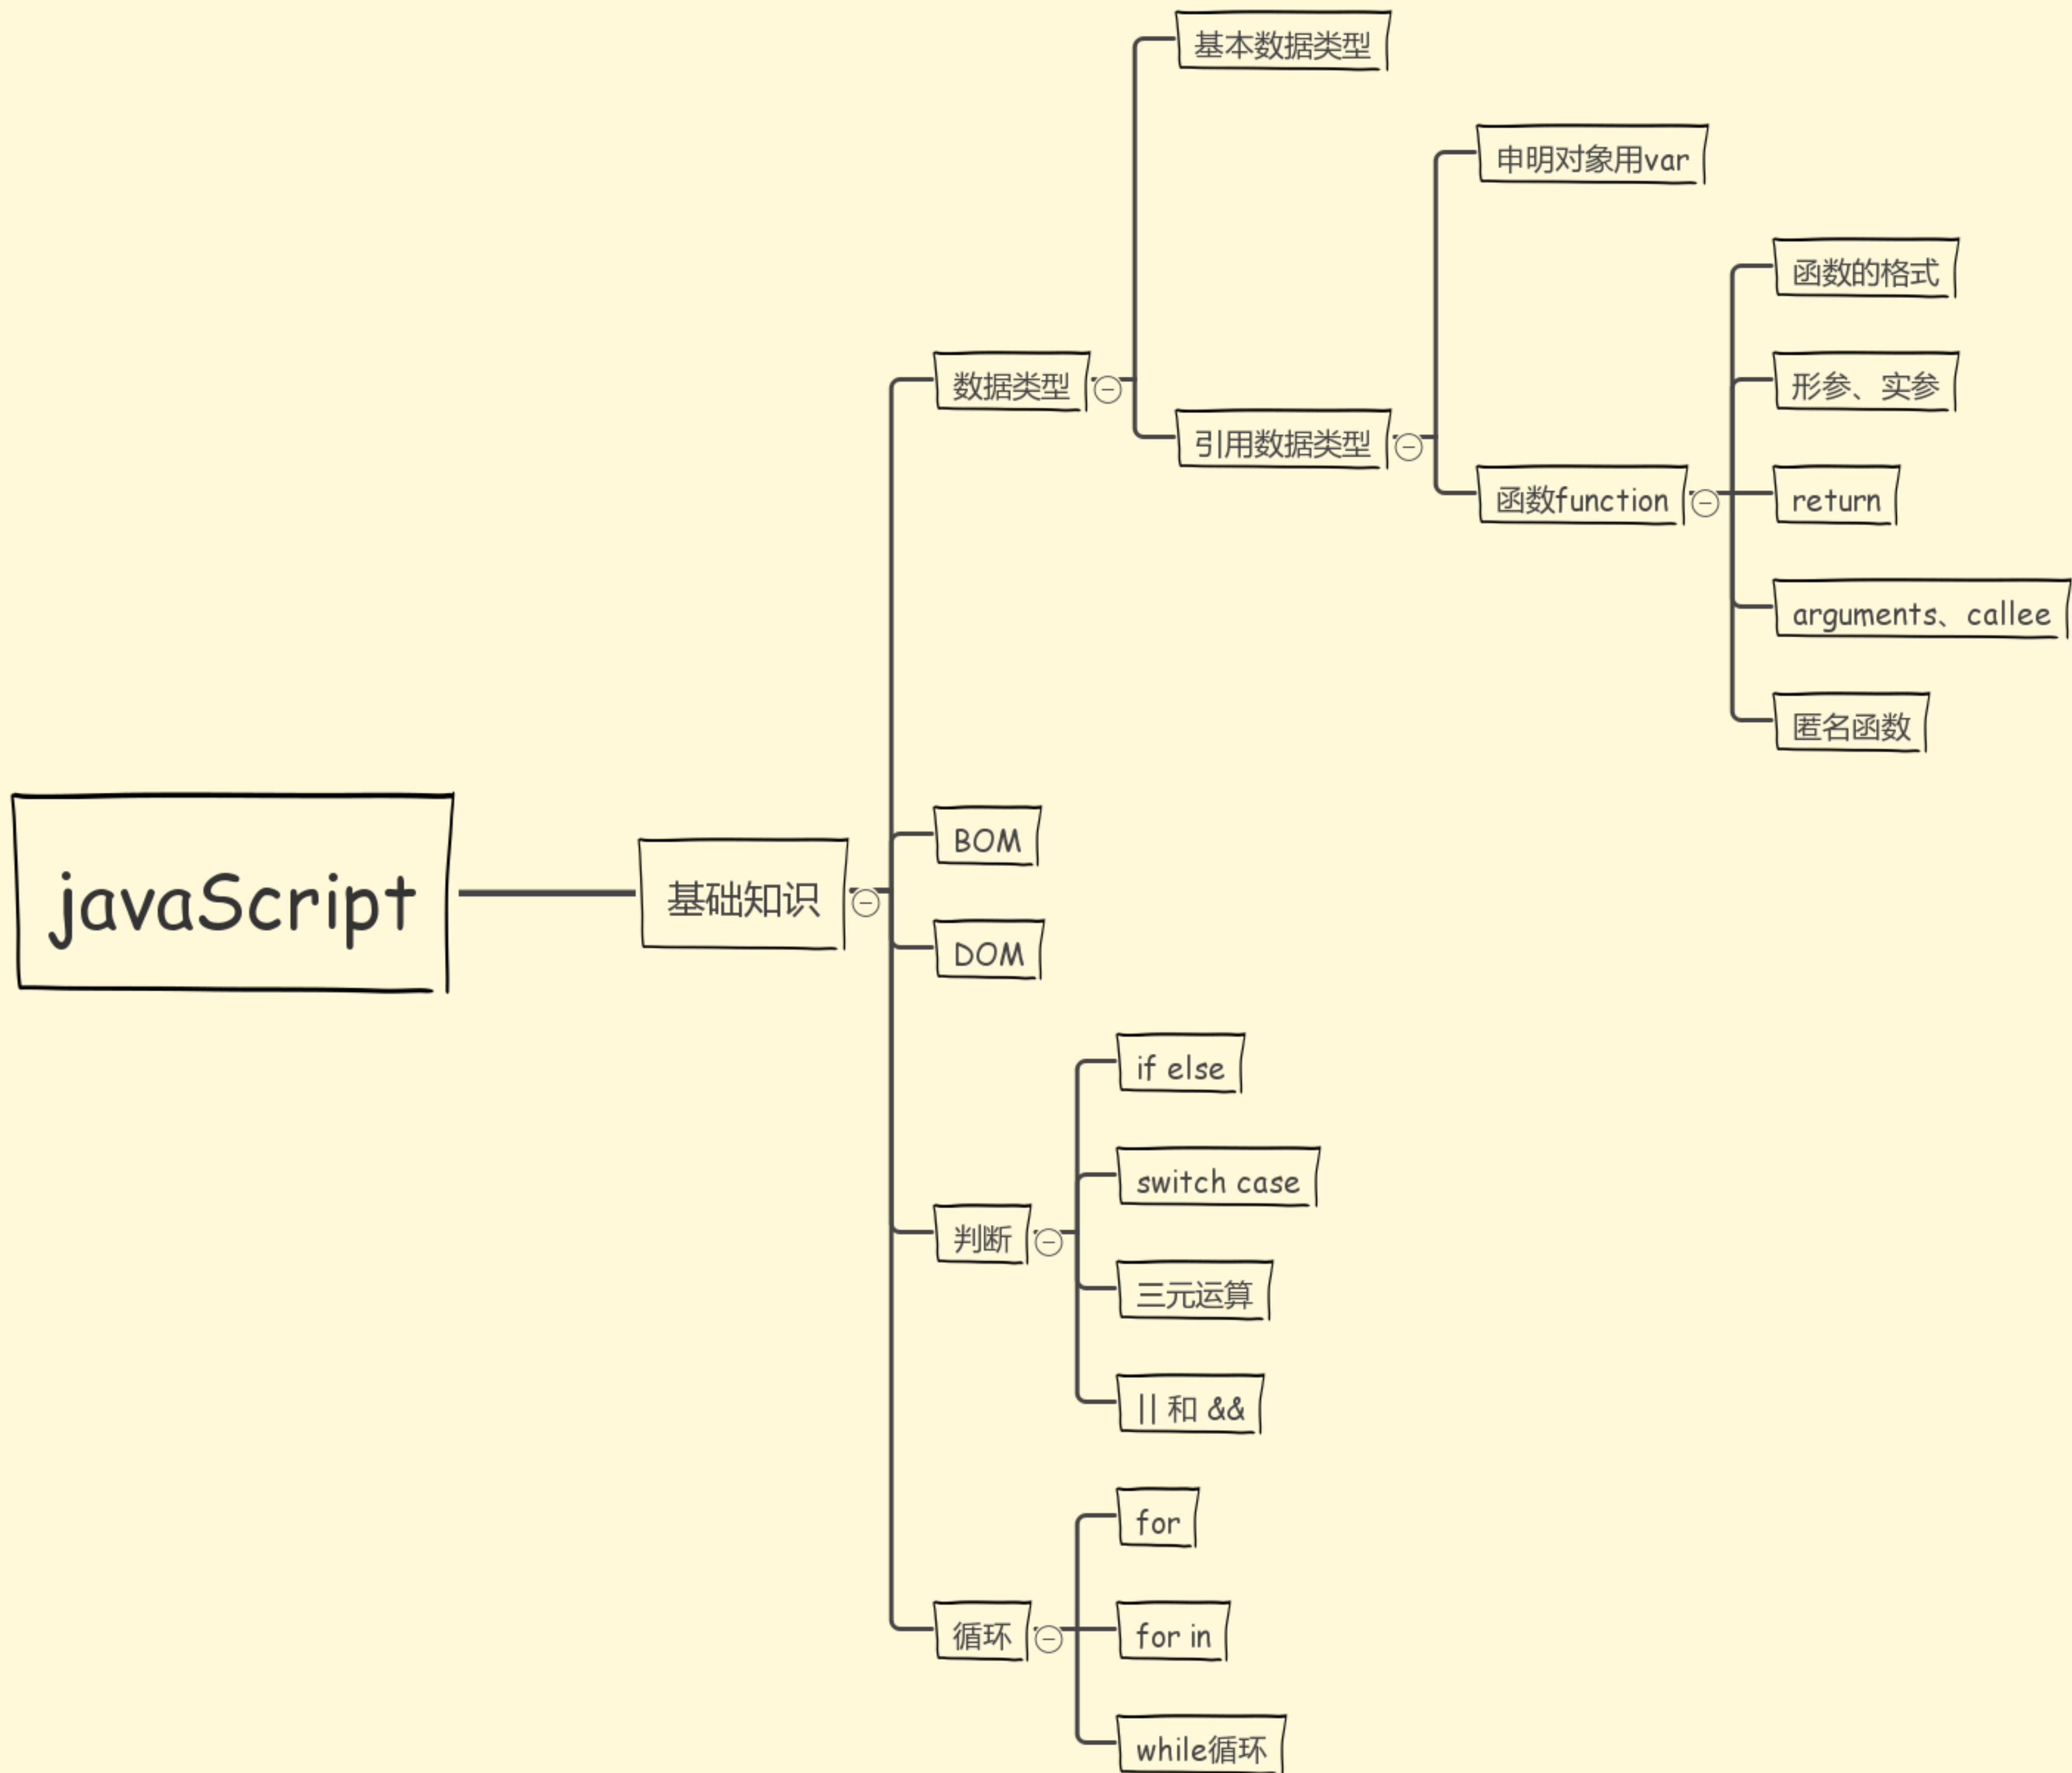 javaScript
基础知识
数据类型
基本数据类型
引用数据类型
申明对象用var
函数function
函数的格式
形参、实参
return
arguments、callee
匿名函数
BOM
DOM
判断
if else
switch case
三元运算
|| 和 &&
循环
for
for in
while循环